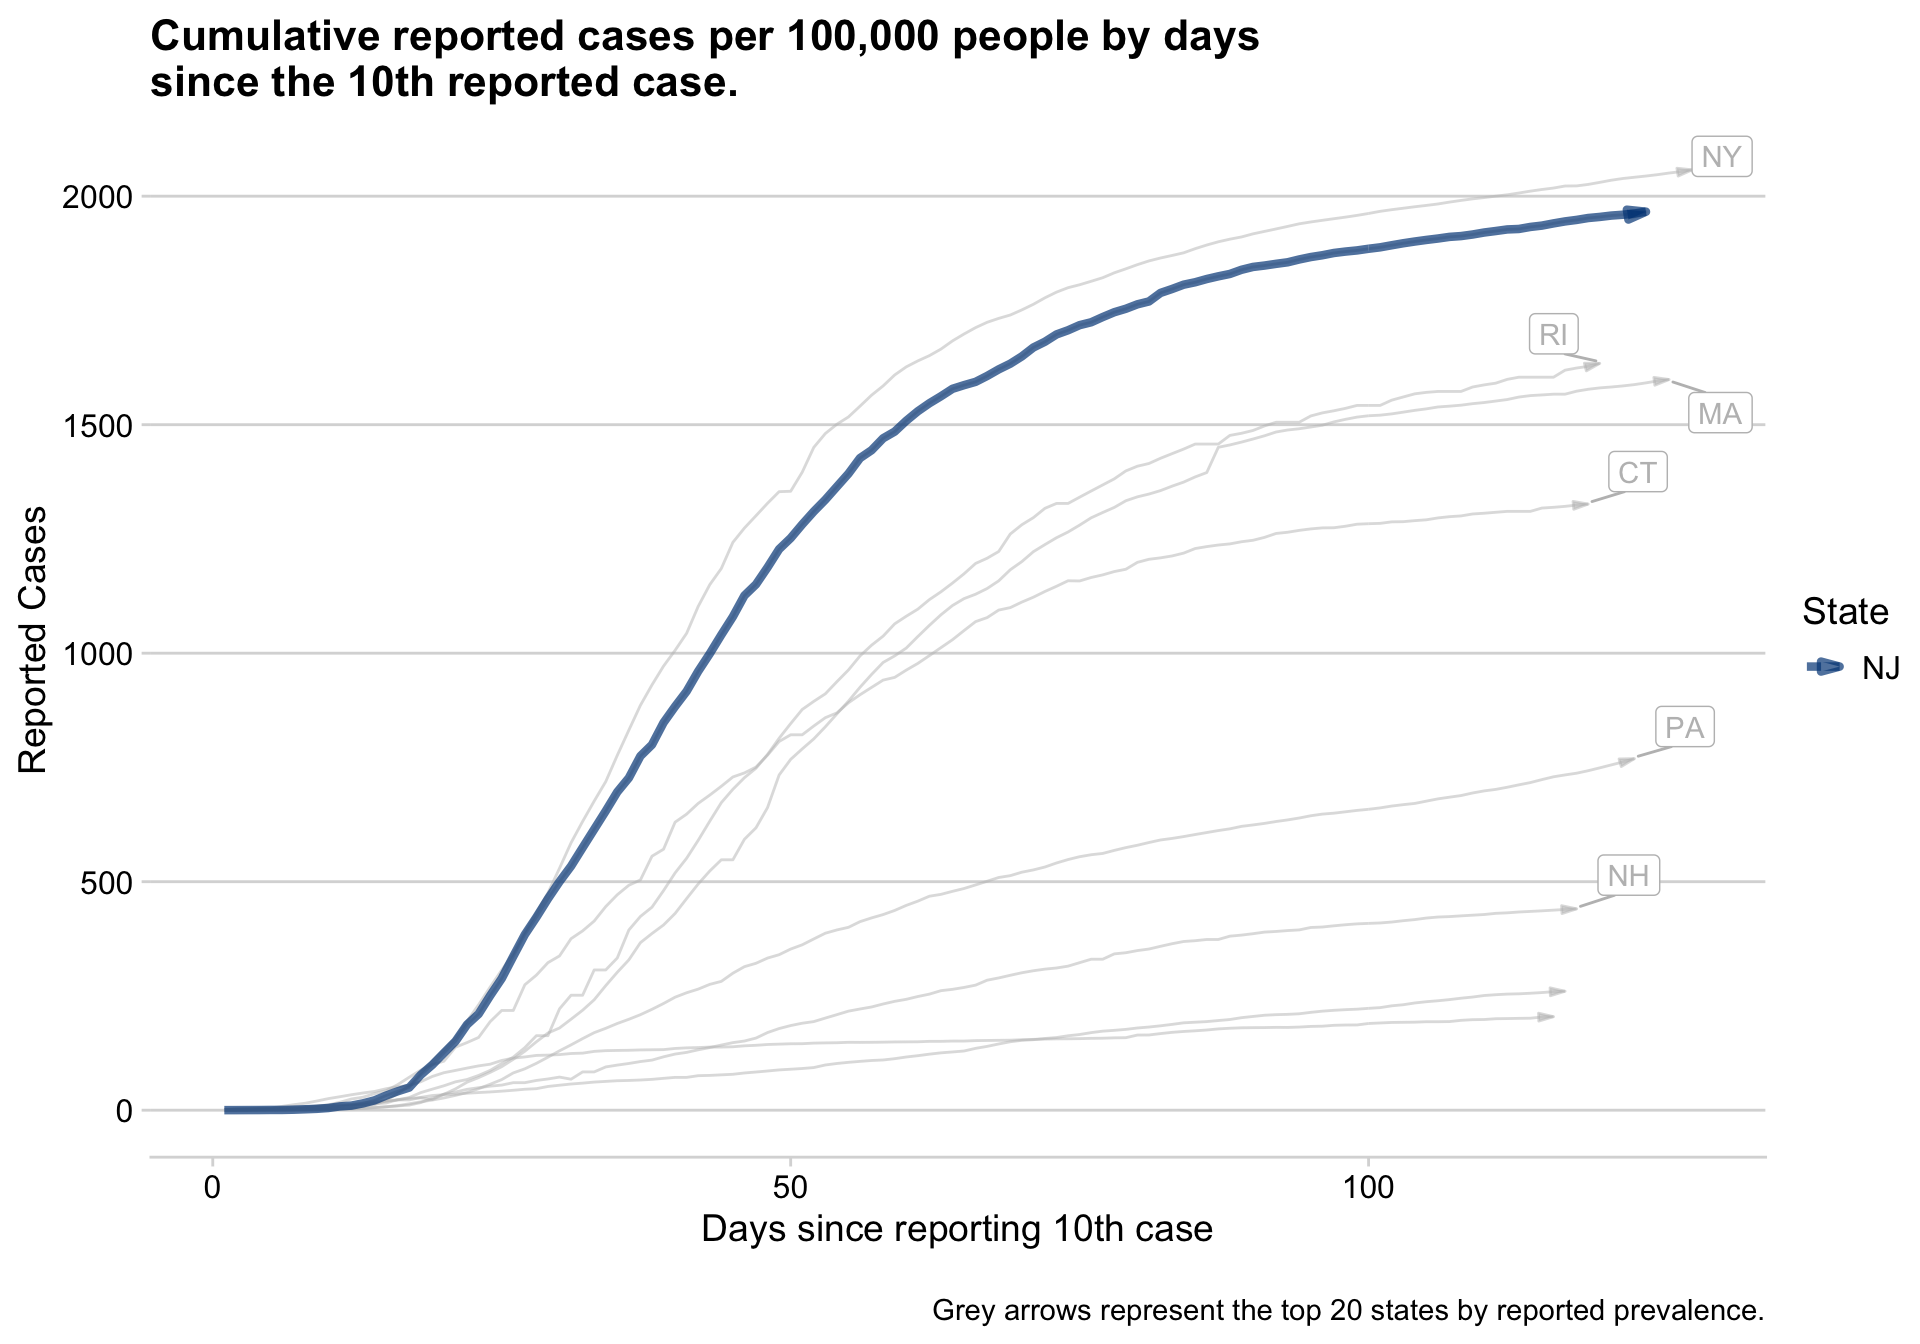 Cumulative reported cases per 100,000 people by days
since the 10th reported case.
NY
2000
RI
MA
1500
CT
Reported Cases
1000
State
NJ
PA
NH
500
0
0 50 100
Days since reporting 10th case
Grey arrows represent the top 20 states by reported prevalence.